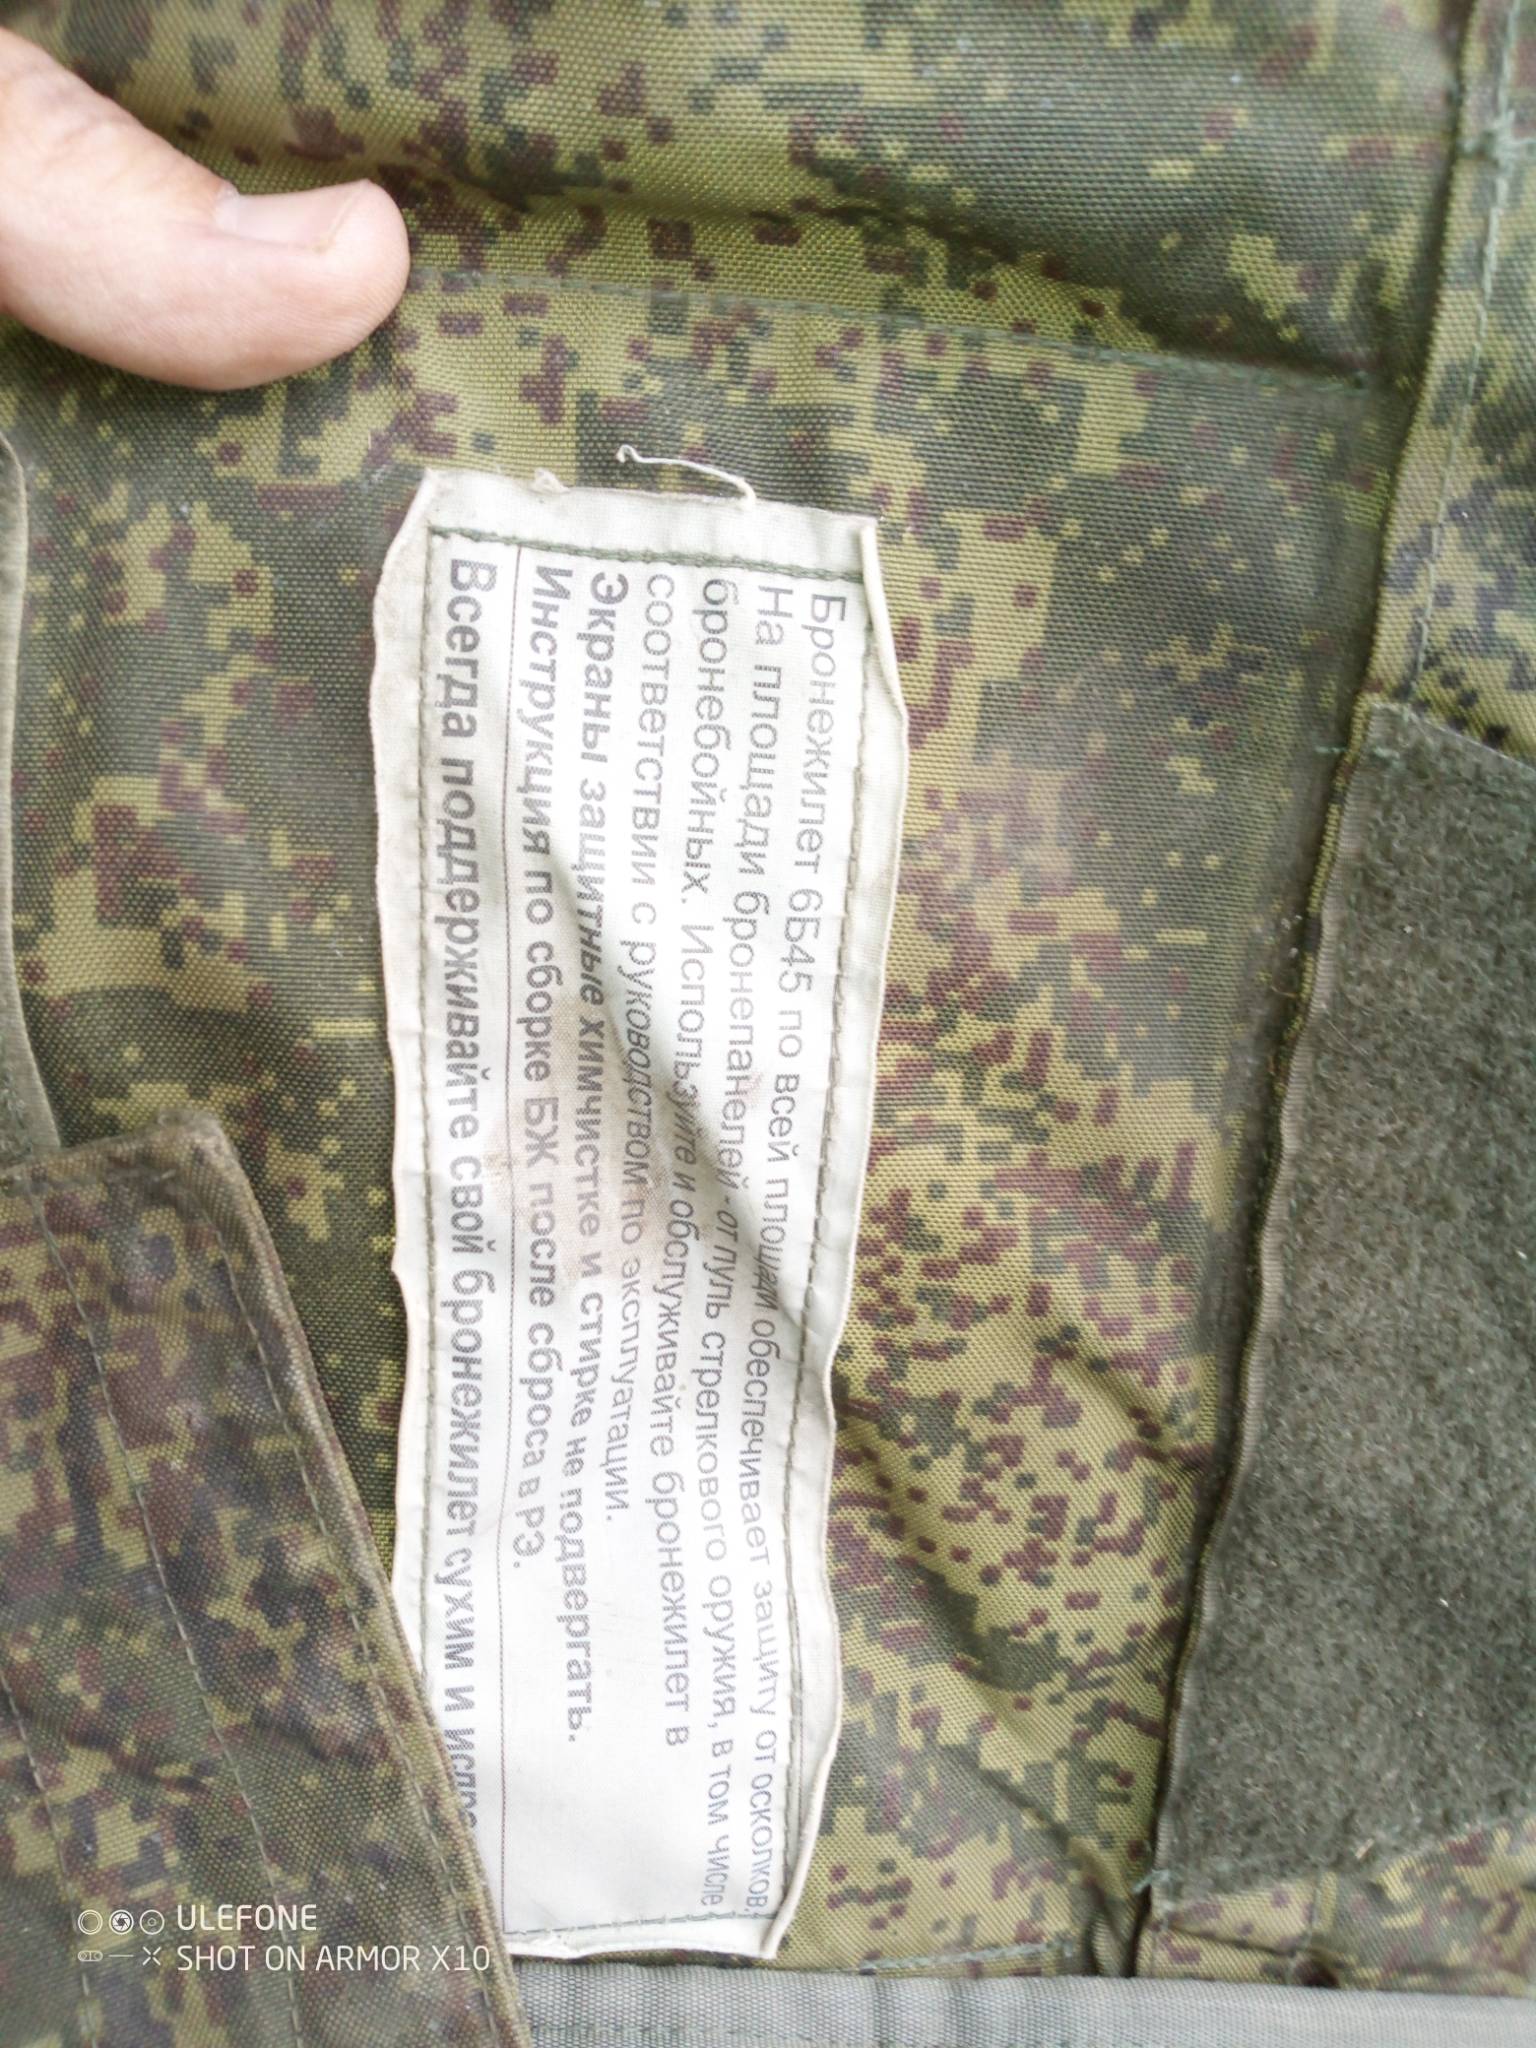 Бронежилет 6Б45 по всей площади обеспечивает защиту от осколков.
На площади бронепанелей - от пуль стрелкового оружия, в том числе
бронебойных. Используйте и обслуживайте бронежилет в
соответствии с руководством по эксплуатации.
Экраны защитные химчистке и стирке не подвергать.
Инструкция по сборке БЖ после сброса в РЭ.
Всегда поддерживайте свой бронежилет сухим и
ULEFONE
SHOT ON ARMOR X10